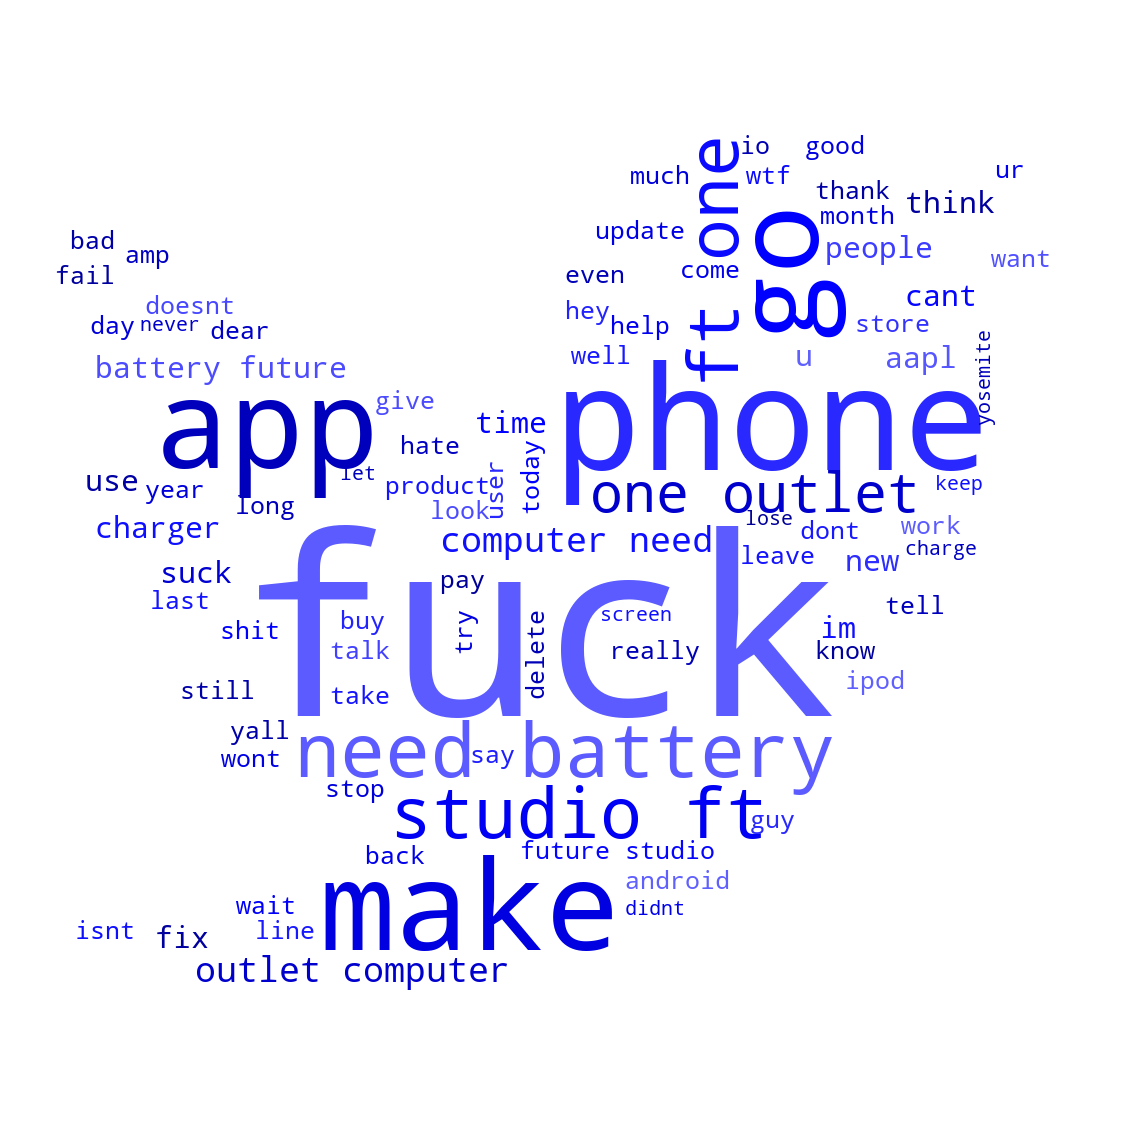 io
good
much
wtf
ur
one
thank
think
month
go
update
people
bad
amp
want
come
fail
even
cant
doesnt
hey
help
ft
store
day
never
dear
well
u
aapl
yosemite
battery future
phone
app
give
time
hate
today
let
use
year
product
user
one outlet
keep
long
look
lose
charger
computer need
dont
work
leave
charge
new
suck
pay
last
fuck
screen
tell
shit
buy
try
im
talk
delete
really
know
still
take
ipod
yall
need
say
battery
wont
stop
studio ft
guy
back
future studio
make
android
wait
didnt
isnt
fix
line
outlet computer